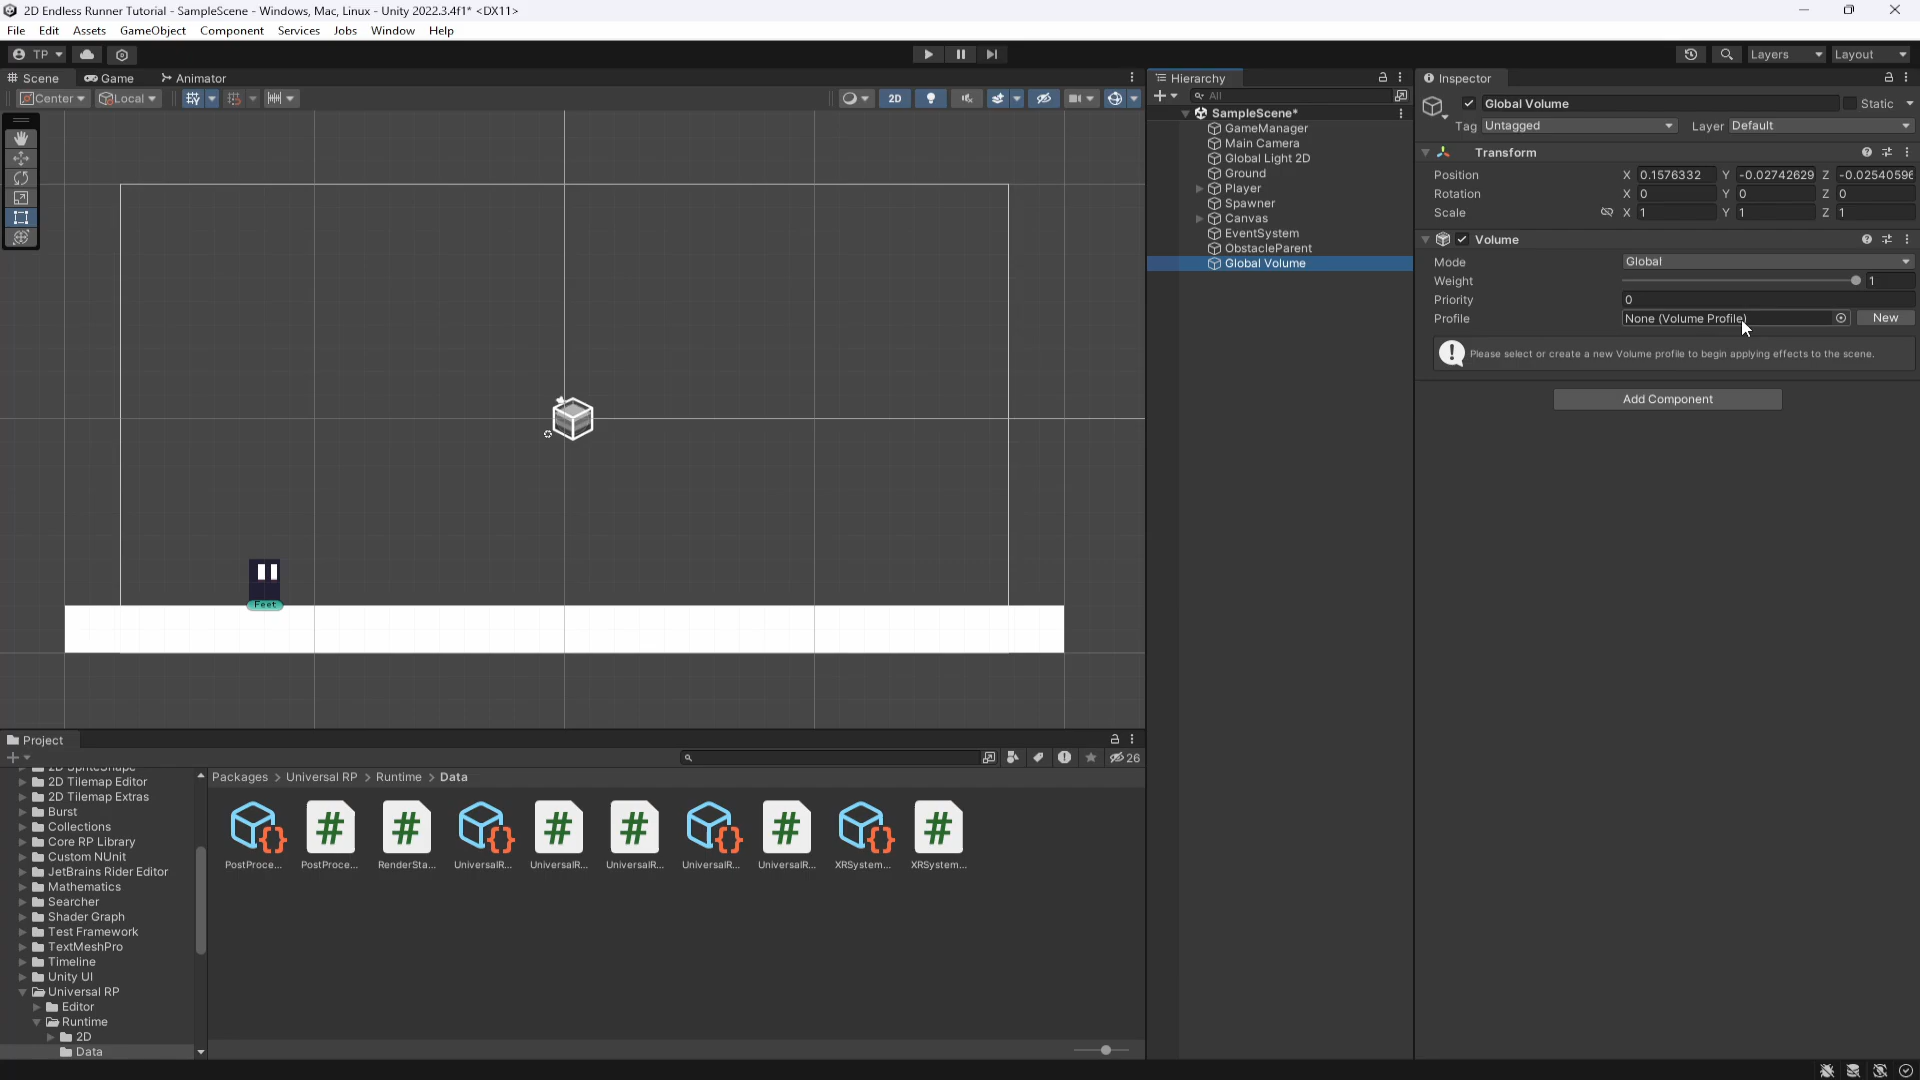 2D Endless Runner Tutorial - SampleScene - Windows, Mac, Linux - Unity 2022.3.4f1* <DX11>
File Edit Assets GameObject Component Services Jobs Window Help
TP
Layers Layout
Scene Game Animator
Center Local
2D
Feet
Hierarchy
All
SampleScene*
GameManager
Main Camera
Global Light 2D
Ground
Player
Spawner
Canvas
EventSystem
ObstacleParent
Global Volume
Inspector
Global Volume Static
Tag Untagged Layer Default
Transform
Position X 0.1576332 Y -0.02742629 Z -0.02540596
Rotation X 0 Y 0 Z 0
Scale X 1 Y 1 Z 1
Volume
Mode Global
Weight 1
Priority 0
Profile None (Volume Profile) New
Please select or create a new Volume profile to begin applying effects to the scene.
Add Component
Project
26
2D Tilemap Editor
2D Tilemap Extras
Burst
Collections
Core RP Library
Custom NUnit
JetBrains Rider Editor
Mathematics
Searcher
Shader Graph
Test Framework
TextMeshPro
Timeline
Unity UI
Universal RP
Editor
Runtime
2D
Data
Packages > Universal RP > Runtime > Data
PostProce... PostProce... RenderSta... UniversalR... UniversalR... UniversalR... UniversalR... UniversalR... XRSystem... XRSystem...